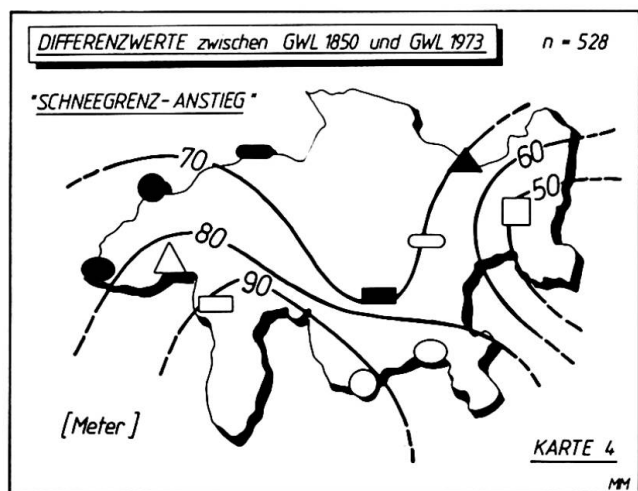 DIFFERENZWERTE zwischen GWL 1850 und GWL 1973 n = 528
"SCHNEEGRENZ-ANSTIEG"
70
60
50
80
90
[Meter]
KARTE 4
MM